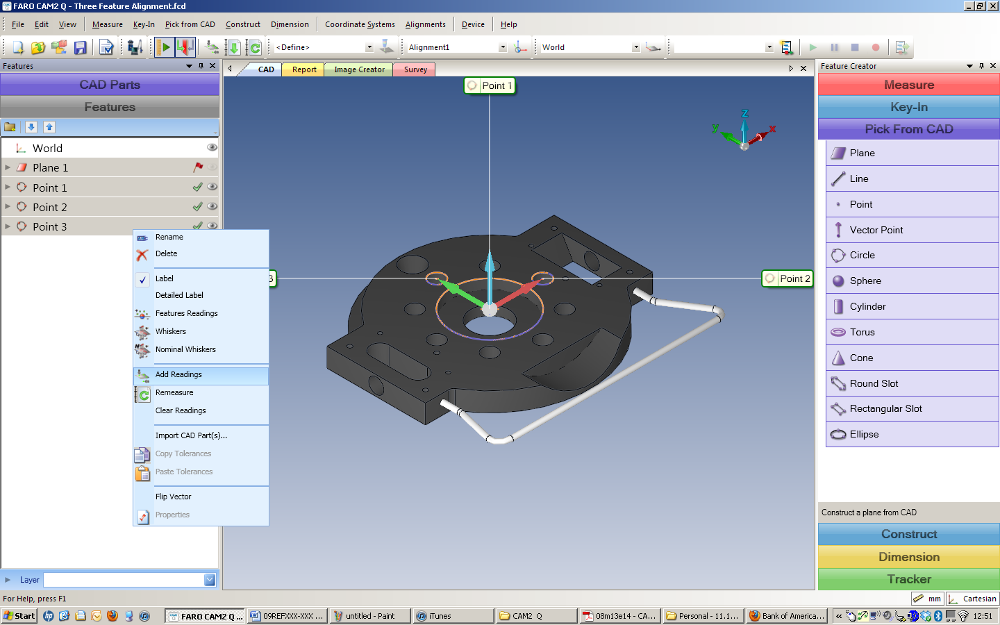 FARO CAM2 Q - Three Feature Alignment.fcd
File Edit View Measure Key-In Pick from CAD Construct Dimension Coordinate Systems Alignments Device Help
<Define> Alignment1 World
Features
CAD Report Image Creator Survey
Feature Creator
CAD Parts
Features
World
Plane 1
Point 1
Point 2
Point 3
Rename
Delete
Label
Detailed Label
Features Readings
Whiskers
Nominal Whiskers
Add Readings
Remeasure
Clear Readings
Import CAD Part(s)...
Copy Tolerances
Paste Tolerances
Flip Vector
Properties
Layer
Point 1
z
y
x
3
Point 2
Measure
Key-In
Pick From CAD
Plane
Line
Point
Vector Point
Circle
Sphere
Cylinder
Torus
Cone
Round Slot
Rectangular Slot
Ellipse
Construct a plane from CAD
Construct
Dimension
Tracker
For Help, press F1
mm Cartesian
Start
FARO CAM2 Q ...
09REFXXX-XXX ...
untitled - Paint
iTunes
CAM2 Q
08m13e14 - CA...
Personal - 11.1...
Bank of America...
12:51